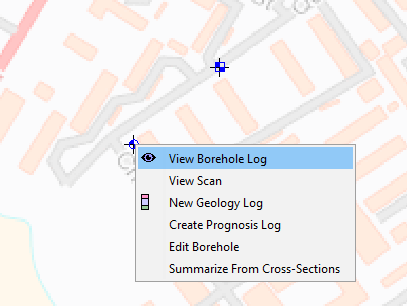 View Borehole Log
View Scan
New Geology Log
Create Prognosis Log
Edit Borehole
Summarize From Cross-Sections